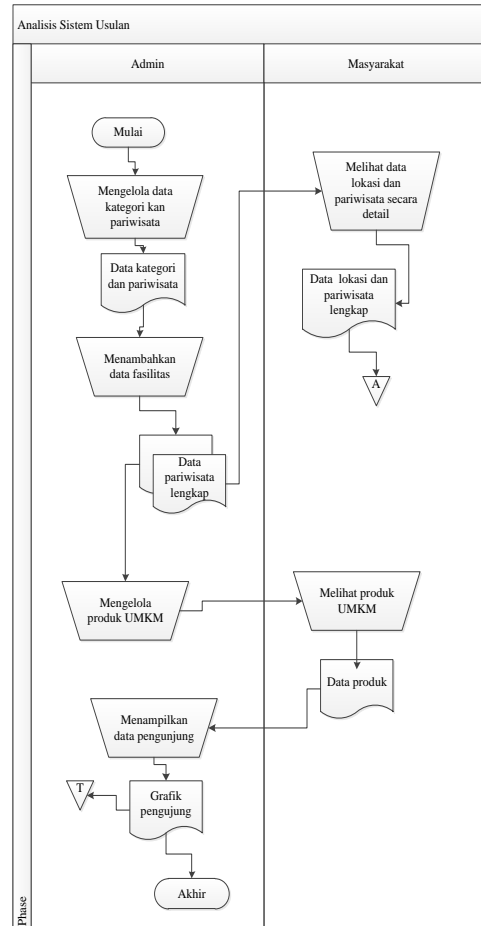 Analisis Sistem Usulan
Admin
Masyarakat
Mulai
Mengelola data
kategori kan
pariwisata
Melihat data
lokasi dan
pariwisata secara
detail
Data kategori
dan pariwisata
Data lokasi dan
pariwisata
lengkap
Menambahkan
data fasilitas
A
Data
pariwisata
lengkap
Mengelola
produk UMKM
Melihat produk
UMKM
Data produk
Menampilkan
data pengunjung
T
Grafik
pengujung
Akhir
Phase